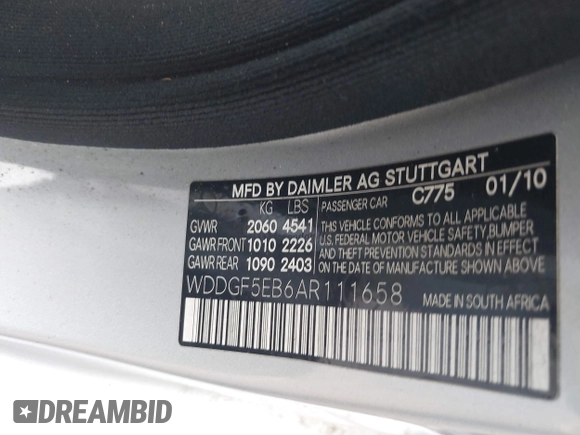 MFD BY DAIMLER AG STUTTGART
KG LBS PASSENGER CAR C775 01/10
GVWR 2060 4541 THIS VEHICLE CONFORMS TO ALL APPLICABLE
GAWR FRONT 1010 2226 U.S. FEDERAL MOTOR VEHICLE SAFETY, BUMPER
GAWR REAR 1090 2403 AND THEFT PREVENTION STANDARDS IN EFFECT
ON THE DATE OF MANUFACTURE SHOWN ABOVE.
WDDGF5EB6AR111658 MADE IN SOUTH AFRICA
DREAMBID